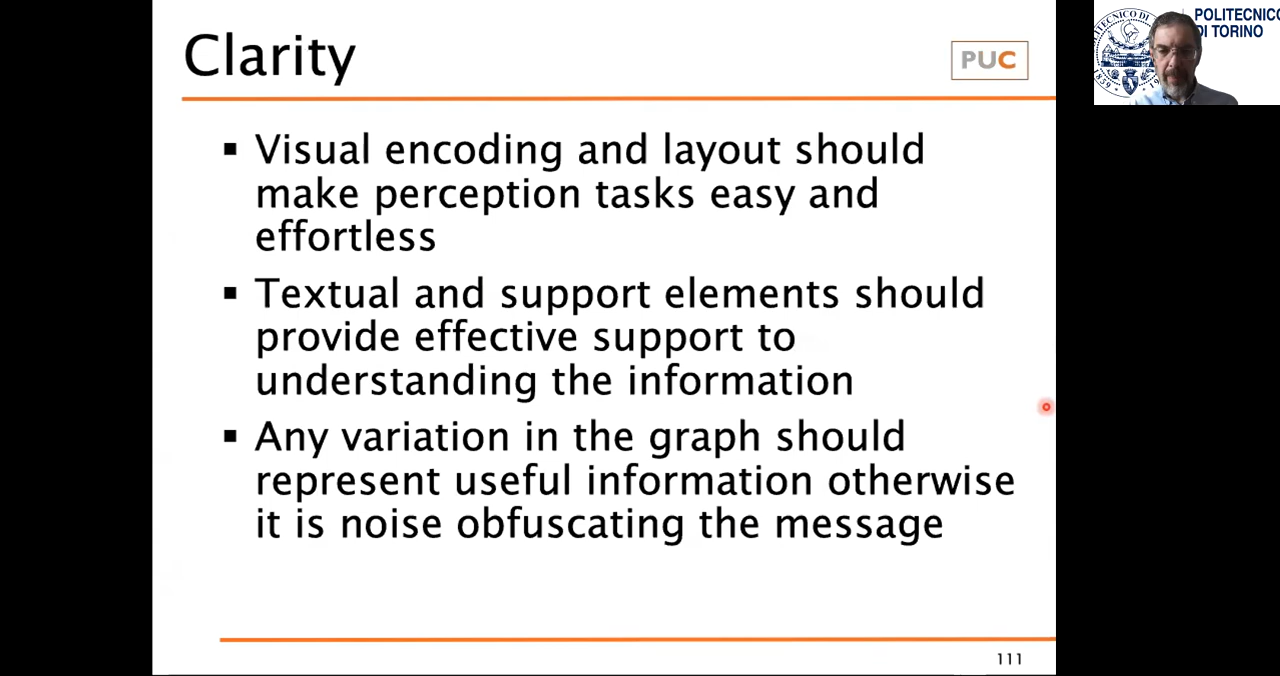 Clarity
PUC
▪ Visual encoding and layout should
make perception tasks easy and
effortless
▪ Textual and support elements should
provide effective support to
understanding the information
▪ Any variation in the graph should
represent useful information otherwise
it is noise obfuscating the message
111
POLITECNICO
DI TORINO